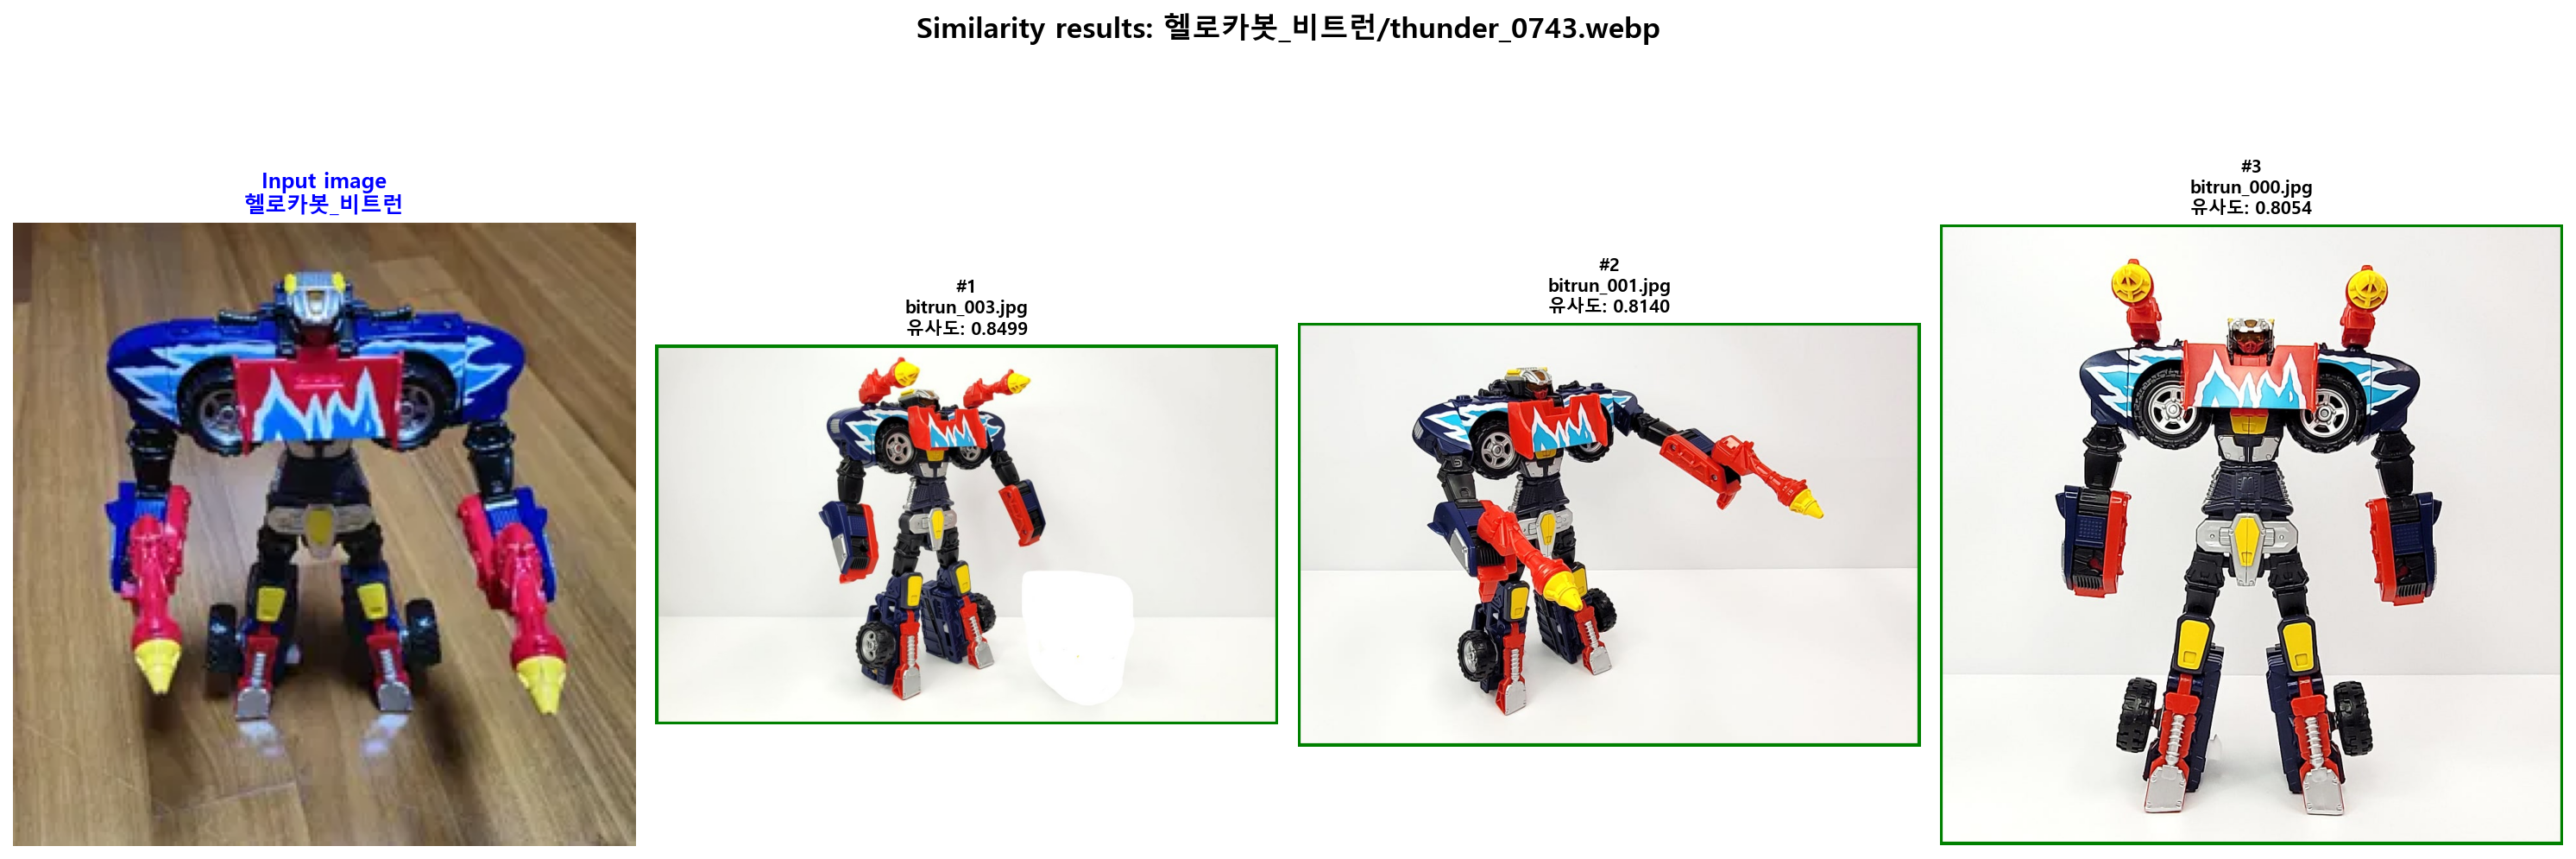 Similarity results: 헬로카봇_비트런/thunder_0743.webp
Input image
헬로카봇_비트런
#1
bitrun_003.jpg
유사도: 0.8499
#2
bitrun_001.jpg
유사도: 0.8140
#3
bitrun_000.jpg
유사도: 0.8054